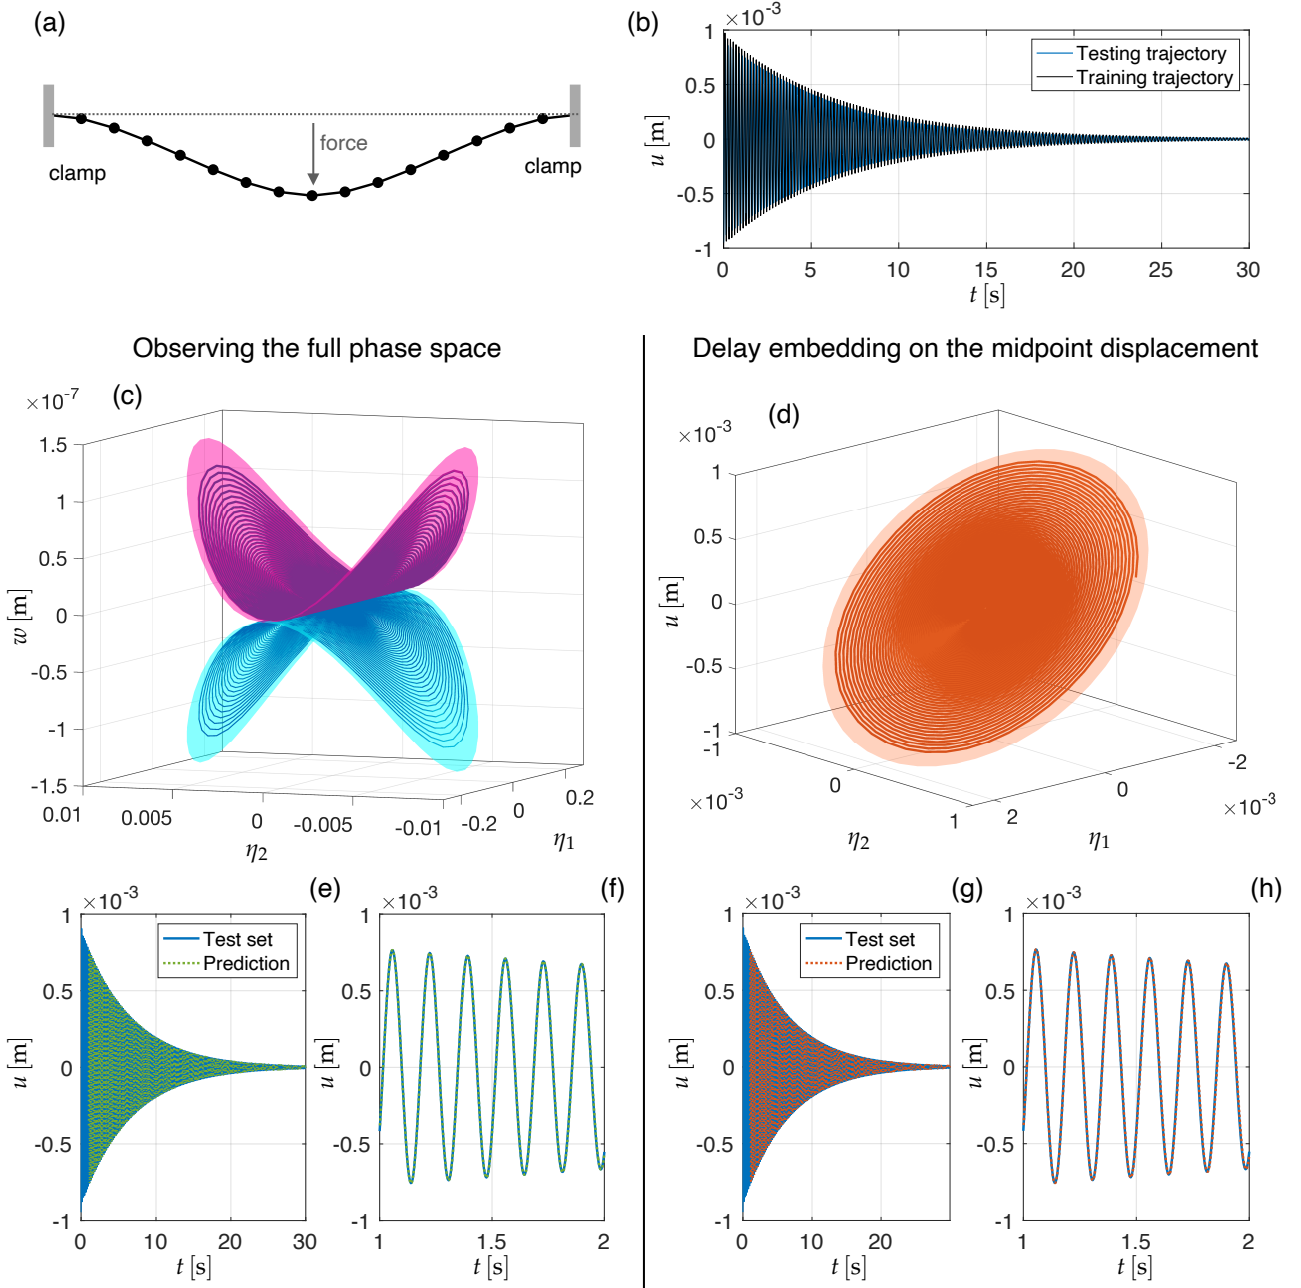 (a)
clamp
force
clamp
(b)
×10⁻³
Testing trajectory
Training trajectory
1
0.5
0
-0.5
-1
u [m]
0 5 10 15 20 25 30
t [s]
Observing the full phase space
Delay embedding on the midpoint displacement
(c)
×10⁻⁷
1.5
1
0.5
0
-0.5
-1
-1.5
w [m]
0.01 0.005 0 -0.005 -0.01
η₂
-0.2 0 0.2
η₁
(d)
×10⁻³
1
0.5
0
-0.5
-1
u [m]
-1 0 1
×10⁻³
η₂
2 0 -2
×10⁻³
η₁
(e)
×10⁻³
Test set
Prediction
1
0.5
0
-0.5
-1
u [m]
0 10 20 30
t [s]
(f)
×10⁻³
1
0.5
0
-0.5
-1
u [m]
1 1.5 2
t [s]
(g)
×10⁻³
Test set
Prediction
1
0.5
0
-0.5
-1
u [m]
0 10 20
t [s]
(h)
×10⁻³
1
0.5
0
-0.5
-1
u [m]
1 1.5 2
t [s]